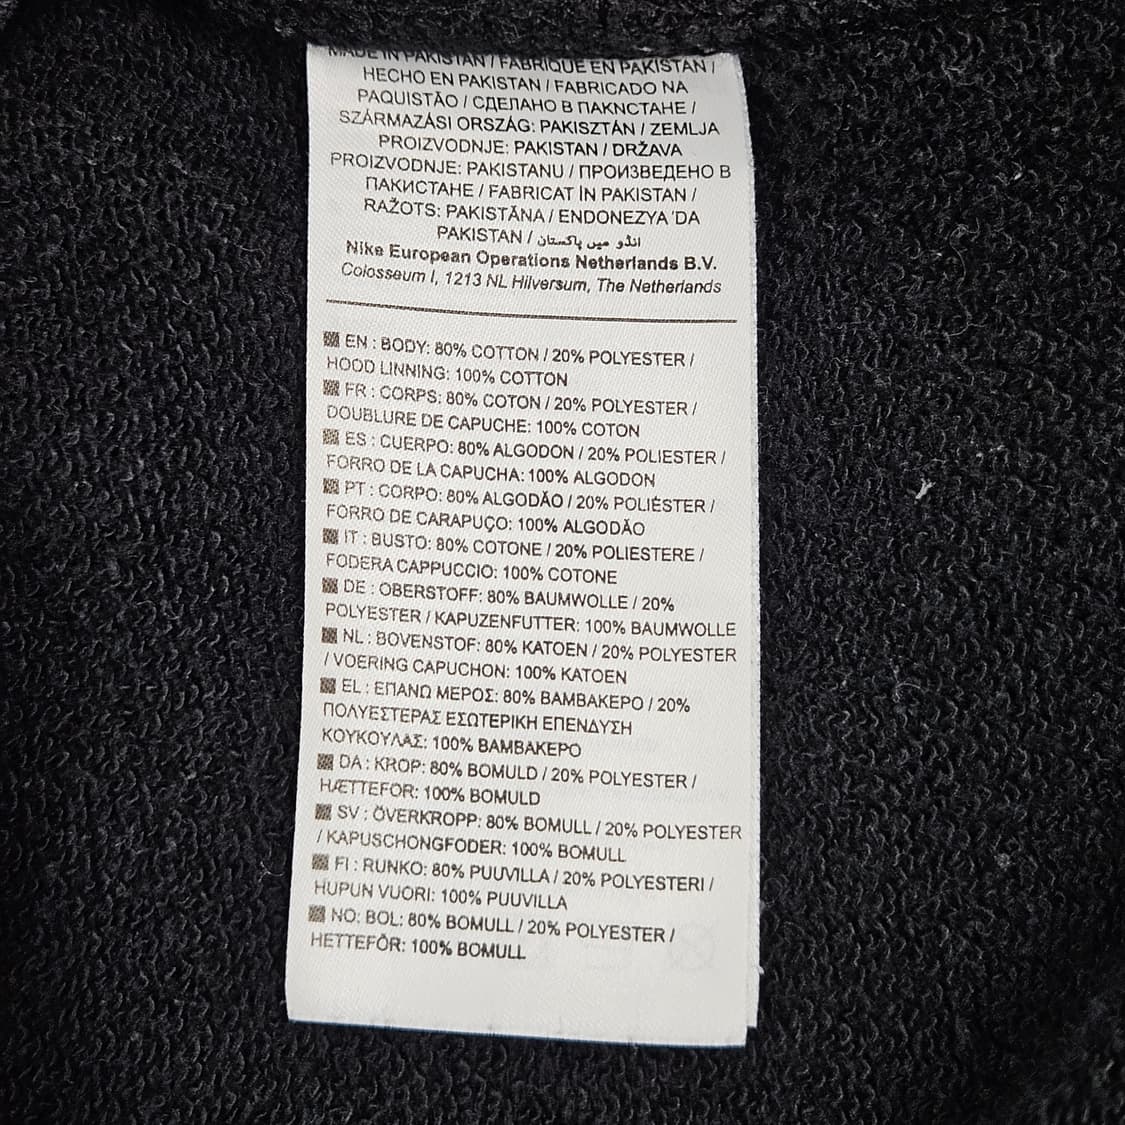 MADE IN PAKISTAN / FABRIQUE EN PAKISTAN /
HECHO EN PAKISTAN / FABRICADO NA
PAQUISTÃO / СДЕЛАНО В ПАКNСТАНЕ /
SZÁRMAZÁSI ORSZÁG: PAKISZTÁN / ZEMLJA
PROIZVODNJE: PAKISTAN / DRŽAVA
PROIZVODNJE: PAKISTANU / ПРОИЗВЕДЕНО В
ПАКИСТАНЕ / FABRICAT İN PAKISTAN /
RAŽOTS: PAKISTĀNA / ENDONEZYA 'DA
PAKISTAN / انڈو میں پاکستان
Nike European Operations Netherlands B.V.
Colosseum I, 1213 NL Hilversum, The Netherlands
EN : BODY: 80% COTTON / 20% POLYESTER /
HOOD LINNING: 100% COTTON
FR : CORPS: 80% COTON / 20% POLYESTER /
DOUBLURE DE CAPUCHE: 100% COTON
ES : CUERPO: 80% ALGODON / 20% POLIESTER /
FORRO DE LA CAPUCHA: 100% ALGODON
PT : CORPO: 80% ALGODÃO / 20% POLIÉSTER /
FORRO DE CARAPUÇO: 100% ALGODÃO
IT : BUSTO: 80% COTONE / 20% POLIESTERE /
FODERA CAPPUCCIO: 100% COTONE
DE : OBERSTOFF: 80% BAUMWOLLE / 20%
POLYESTER / KAPUZENFUTTER: 100% BAUMWOLLE
NL : BOVENSTOF: 80% KATOEN / 20% POLYESTER
/ VOERING CAPUCHON: 100% KATOEN
EL : ΕΠΑΝΩ ΜΕΡΟΣ: 80% ΒΑΜΒΑΚΕΡΟ / 20%
ΠΟΛΥΕΣΤΕΡΑΣ ΕΣΩΤΕΡΙΚΗ ΕΠΕΝΔΥΣΗ
ΚΟΥΚΟΥΛΑΣ: 100% ΒΑΜΒΑΚΕΡΟ
DA : KROP: 80% BOMULD / 20% POLYESTER /
HÆTTEFOR: 100% BOMULD
SV : ÖVERKROPP: 80% BOMULL / 20% POLYESTER
/ KAPUSCHONGFODER: 100% BOMULL
FI : RUNKO: 80% PUUVILLA / 20% POLYESTERI /
HUPUN VUORI: 100% PUUVILLA
NO: BOL: 80% BOMULL / 20% POLYESTER /
HETTEFÖR: 100% BOMULL